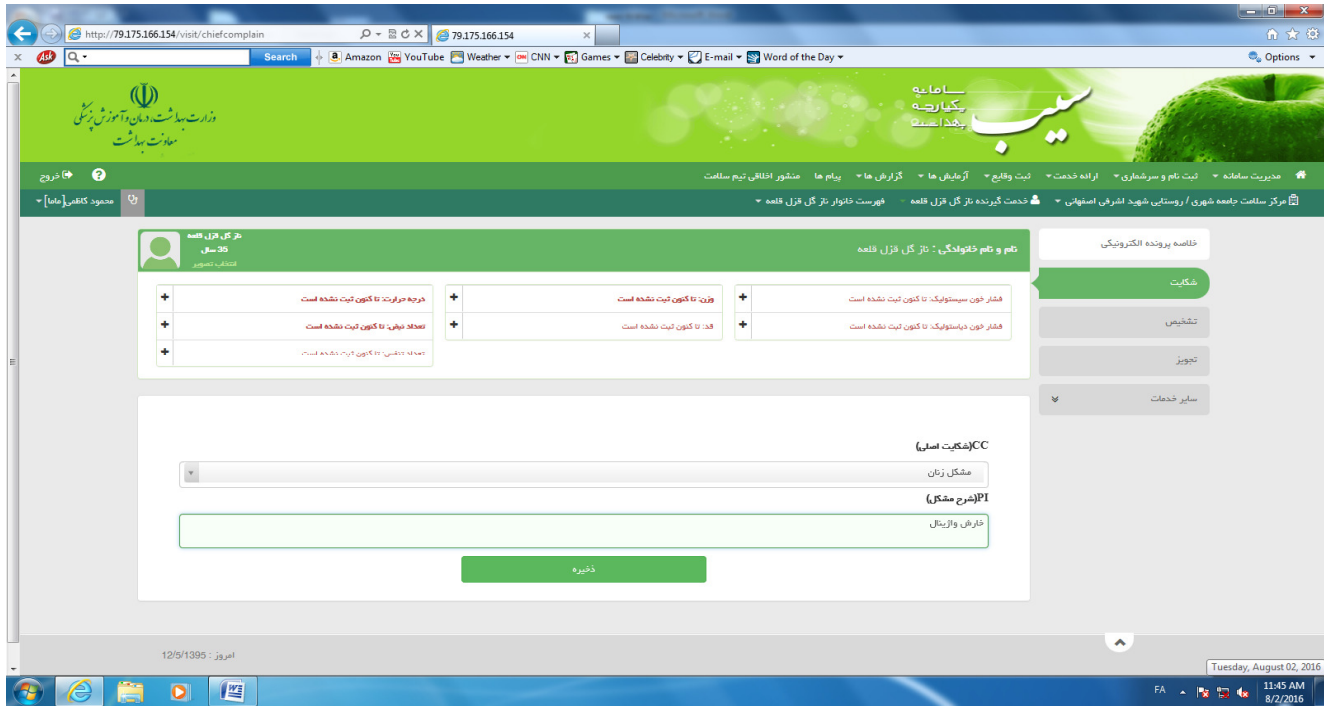 http://79.175.166.154/visit/chiefcomplain
79.175.166.154
Ask
Search
Amazon YouTube Weather CNN Games Celebrity E-mail Word of the Day
Options
وزارت بهداشت، درمان و آموزش پزشکی
معاونت بهداشت
سامانه
یکپارچه
بهداشت
سیب
مدیریت سامانه ثبت نام و سرشماری ارائه خدمت ثبت وقایع آزمایش ها گزارش ها پیام ها منشور اخلاقی تیم سلامت
خروج
مرکز سلامت جامعه شهری / روستایی شهید اشرفی اصفهانی خدمت گیرنده ناز گل قزل قلعه فهرست خانوار ناز گل قزل قلعه
محمود کاظمی[ماما]
خلاصه پرونده الکترونیکی
شکایت
تشخیص
تجویز
سایر خدمات
نام و نام خانوادگی : ناز گل قزل قلعه
ناز گل قزل قلعه
35 سال
انتخاب تصویر
فشار خون سیستولیک: تا کنون ثبت نشده است
وزن: تا کنون ثبت نشده است
درجه حرارت: تا کنون ثبت نشده است
فشار خون دیاستولیک: تا کنون ثبت نشده است
قد: تا کنون ثبت نشده است
تعداد نبض: تا کنون ثبت نشده است
تعداد تنفس: تا کنون ثبت نشده است
CC(شکایت اصلی)
مشکل زنان
PI(شرح مشکل)
خارش واژینال
ذخیره
امروز : 12/5/1395
Tuesday, August 02, 2016
FA
11:45 AM
8/2/2016